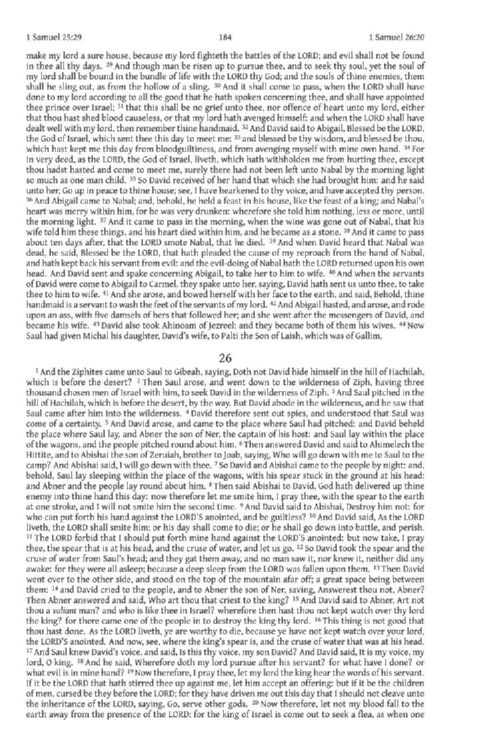 1 Samuel 25:29 184 1 Samuel 26:20
make my lord a sure house, because my lord fighteth the battles of the LORD; and evil shall not be found
in thee all thy days. 29 And though man be risen up to pursue thee, and to seek thy soul, yet the soul of
my lord shall be bound in the bundle of life with the LORD thy God; and the souls of thine enemies, them
shall he sling out, as from the hollow of a sling. 30 And it shall come to pass, when the LORD shall have
done to my lord according to all the good that he hath spoken concerning thee, and shall have appointed
thee prince over Israel; 31 that this shall be no grief unto thee, nor offence of heart unto my lord, either
that thou hast shed blood causeless, or that my lord hath avenged himself: and when the LORD shall have
dealt well with my lord, then remember thine handmaid. 32 And David said to Abigail, Blessed be the LORD,
the God of Israel, which sent thee this day to meet me: 33 and blessed be thy wisdom, and blessed be thou,
which hast kept me this day from bloodguiltiness, and from avenging myself with mine own hand. 34 For
in very deed, as the LORD, the God of Israel, liveth, which hath withholden me from hurting thee, except
thou hadst hasted and come to meet me, surely there had not been left unto Nabal by the morning light
so much as one man child. 35 So David received of her hand that which she had brought him: and he said
unto her, Go up in peace to thine house; see, I have hearkened to thy voice, and have accepted thy person.
36 And Abigail came to Nabal; and, behold, he held a feast in his house, like the feast of a king; and Nabal's
heart was merry within him, for he was very drunken: wherefore she told him nothing, less or more, until
the morning light. 37 And it came to pass in the morning, when the wine was gone out of Nabal, that his
wife told him these things, and his heart died within him, and he became as a stone. 38 And it came to pass
about ten days after, that the LORD smote Nabal, that he died. 39 And when David heard that Nabal was
dead, he said, Blessed be the LORD, that hath pleaded the cause of my reproach from the hand of Nabal,
and hath kept back his servant from evil: and the evil-doing of Nabal hath the LORD returned upon his own
head. And David sent and spake concerning Abigail, to take her to him to wife. 40 And when the servants
of David were come to Abigail to Carmel, they spake unto her, saying, David hath sent us unto thee, to take
thee to him to wife. 41 And she arose, and bowed herself with her face to the earth, and said, Behold, thine
handmaid is a servant to wash the feet of the servants of my lord. 42 And Abigail hasted, and arose, and rode
upon an ass, with five damsels of hers that followed her; and she went after the messengers of David, and
became his wife. 43 David also took Ahinoam of Jezreel; and they became both of them his wives. 44 Now
Saul had given Michal his daughter, David's wife, to Palti the Son of Laish, which was of Gallim.
26
1 And the Ziphites came unto Saul to Gibeah, saying, Doth not David hide himself in the hill of Hachilah,
which is before the desert? 2 Then Saul arose, and went down to the wilderness of Ziph, having three
thousand chosen men of Israel with him, to seek David in the wilderness of Ziph. 3 And Saul pitched in the
hill of Hachilah, which is before the desert, by the way. But David abode in the wilderness, and he saw that
Saul came after him into the wilderness. 4 David therefore sent out spies, and understood that Saul was
come of a certainty. 5 And David arose, and came to the place where Saul had pitched: and David beheld
the place where Saul lay, and Abner the son of Ner, the captain of his host: and Saul lay within the place
of the wagons, and the people pitched round about him. 6 Then answered David and said to Ahimelech the
Hittite, and to Abishai the son of Zeruiah, brother to Joab, saying, Who will go down with me to Saul to the
camp? And Abishai said, I will go down with thee. 7 So David and Abishai came to the people by night: and,
behold, Saul lay sleeping within the place of the wagons, with his spear stuck in the ground at his head:
and Abner and the people lay round about him. 8 Then said Abishai to David, God hath delivered up thine
enemy into thine hand this day: now therefore let me smite him, I pray thee, with the spear to the earth
at one stroke, and I will not smite him the second time. 9 And David said to Abishai, Destroy him not: for
who can put forth his hand against the LORD'S anointed, and be guiltless? 10 And David said, As the LORD
liveth, the LORD shall smite him; or his day shall come to die; or he shall go down into battle, and perish.
11 The LORD forbid that I should put forth mine hand against the LORD'S anointed: but now take, I pray
thee, the spear that is at his head, and the cruse of water, and let us go. 12 So David took the spear and the
cruse of water from Saul's head; and they gat them away, and no man saw it, nor knew it, neither did any
awake: for they were all asleep; because a deep sleep from the LORD was fallen upon them. 13 Then David
went over to the other side, and stood on the top of the mountain afar off; a great space being between
them: 14 and David cried to the people, and to Abner the son of Ner, saying, Answerest thou not, Abner?
Then Abner answered and said, Who art thou that criest to the king? 15 And David said to Abner, Art not
thou a valiant man? and who is like thee in Israel? wherefore then hast thou not kept watch over thy lord
the king? for there came one of the people in to destroy the king thy lord. 16 This thing is not good that
thou hast done. As the LORD liveth, ye are worthy to die, because ye have not kept watch over your lord,
the LORD'S anointed. And now, see, where the king's spear is, and the cruse of water that was at his head.
17 And Saul knew David's voice, and said, Is this thy voice, my son David? And David said, It is my voice, my
lord, O king. 18 And he said, Wherefore doth my lord pursue after his servant? for what have I done? or
what evil is in mine hand? 19 Now therefore, I pray thee, let my lord the king hear the words of his servant.
If it be the LORD that hath stirred thee up against me, let him accept an offering: but if it be the children
of men, cursed be they before the LORD; for they have driven me out this day that I should not cleave unto
the inheritance of the LORD, saying, Go, serve other gods. 20 Now therefore, let not my blood fall to the
earth away from the presence of the LORD: for the king of Israel is come out to seek a flea, as when one